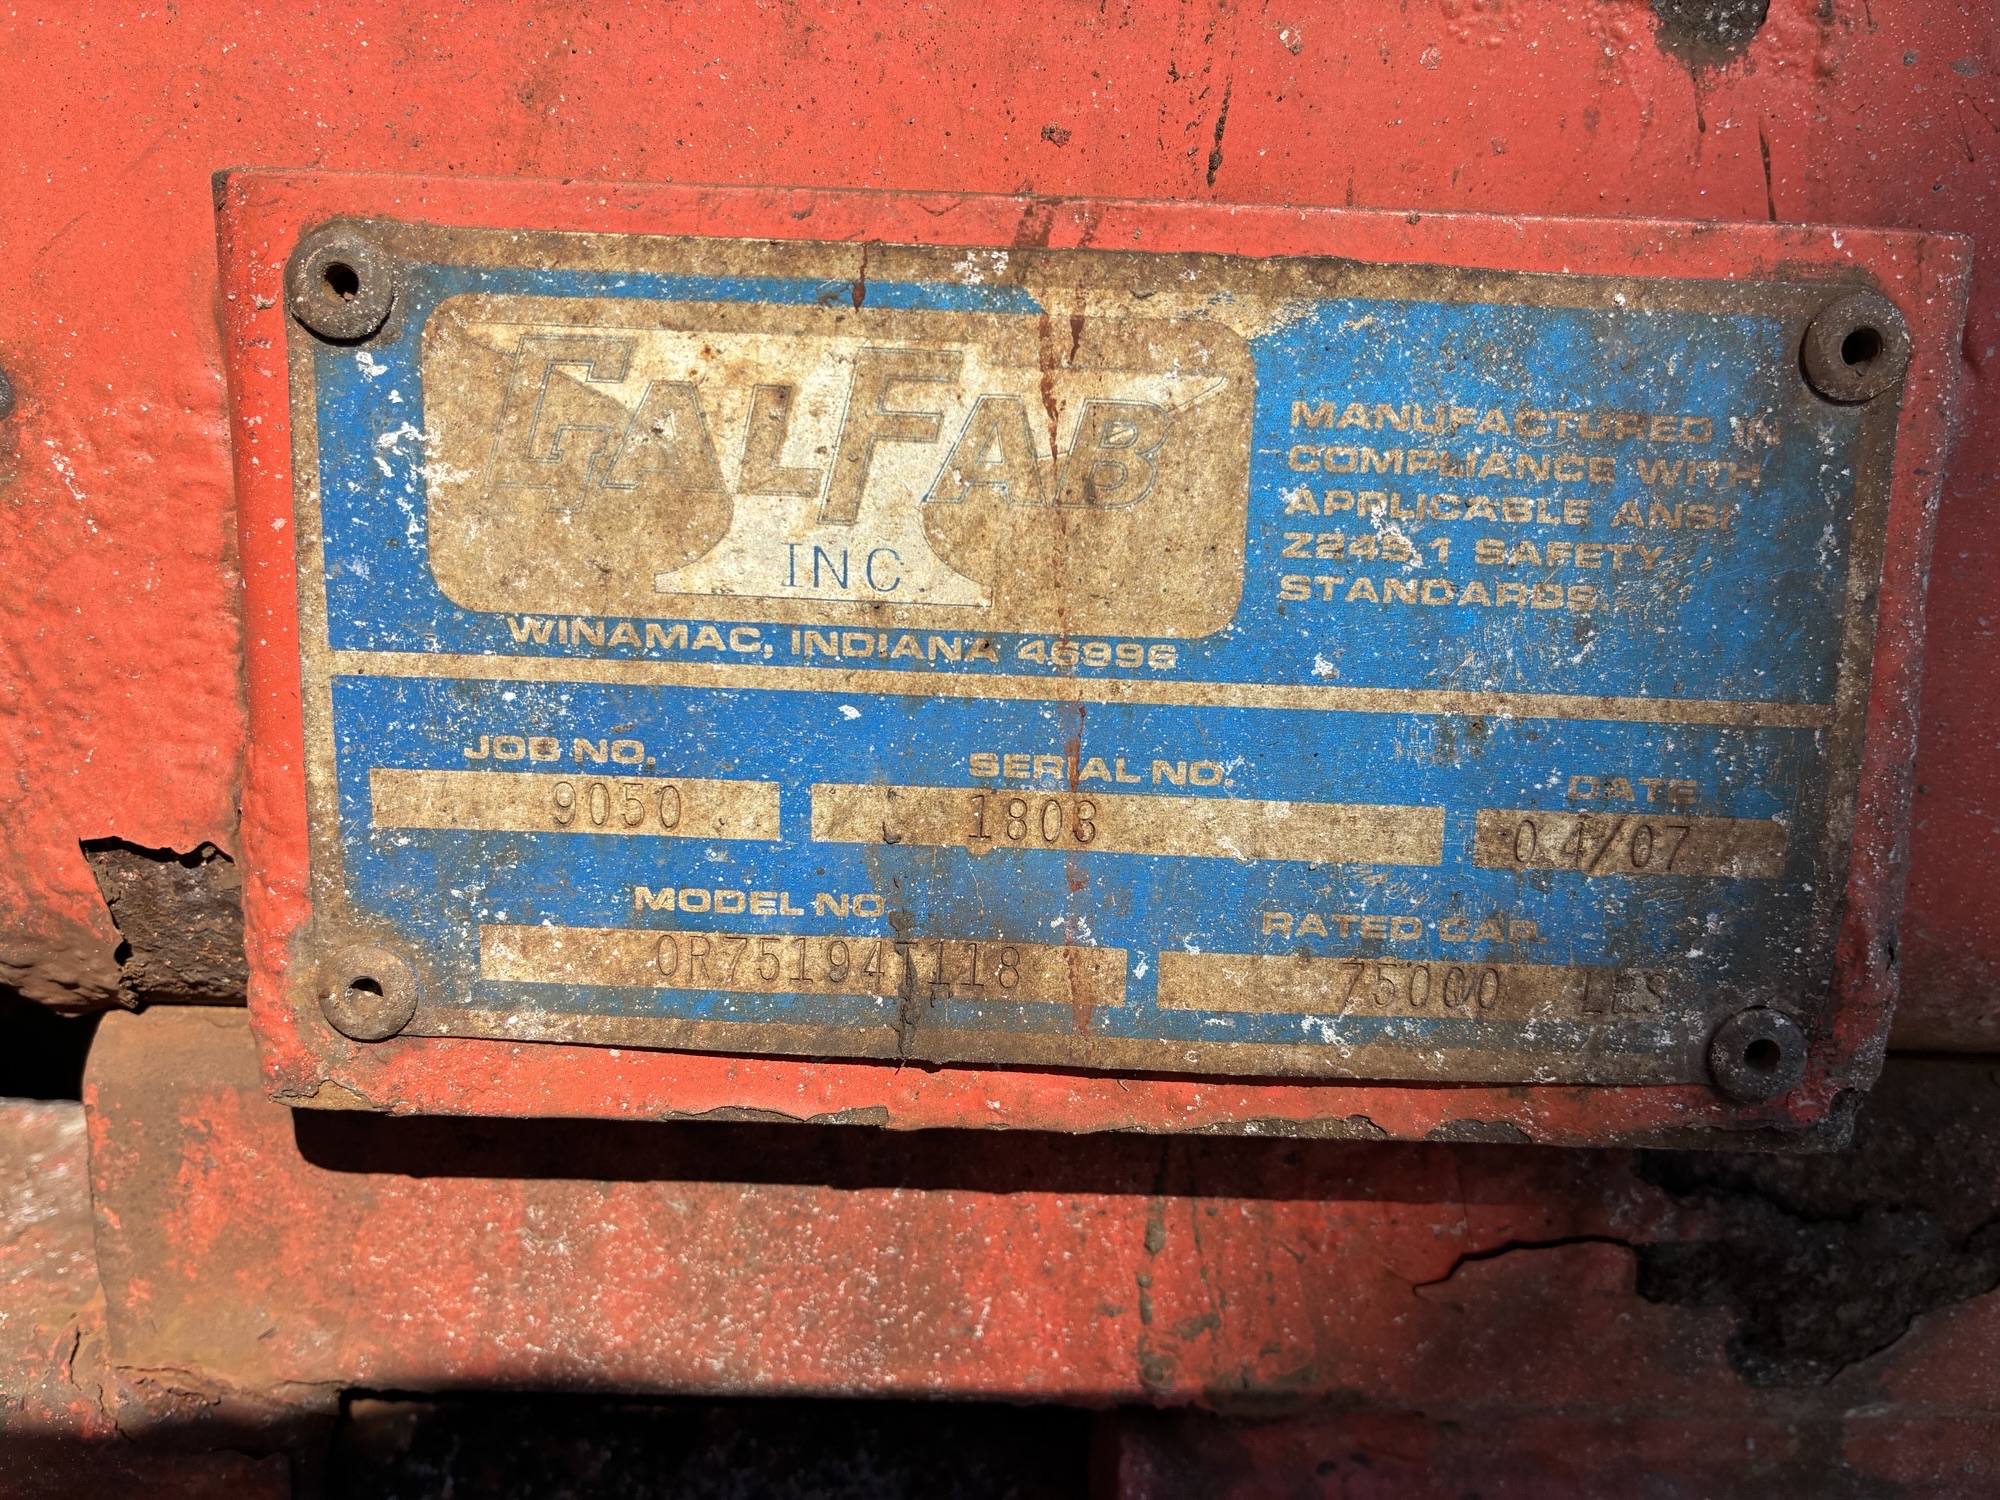 GALFAB
INC.
WINAMAC, INDIANA 46996
MANUFACTURED IN
COMPLIANCE WITH
APPLICABLE ANSI
Z245.1 SAFETY
STANDARDS.
JOB NO. SERIAL NO. DATE
9050 1803 04/07
MODEL NO. RATED CAP.
OR75194T118 75000 LBS